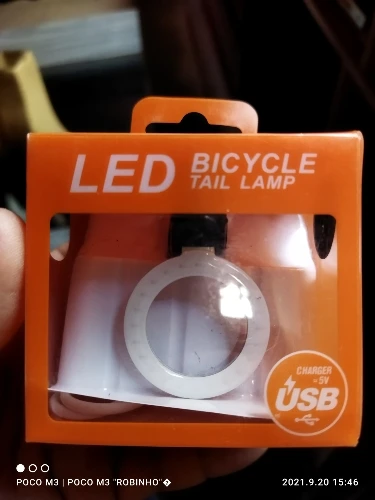 LED BICYCLE
TAIL LAMP
CHARGER
5V
USB
POCO M3 | POCO M3 "ROBINHO"�
2021.9.20 15:46